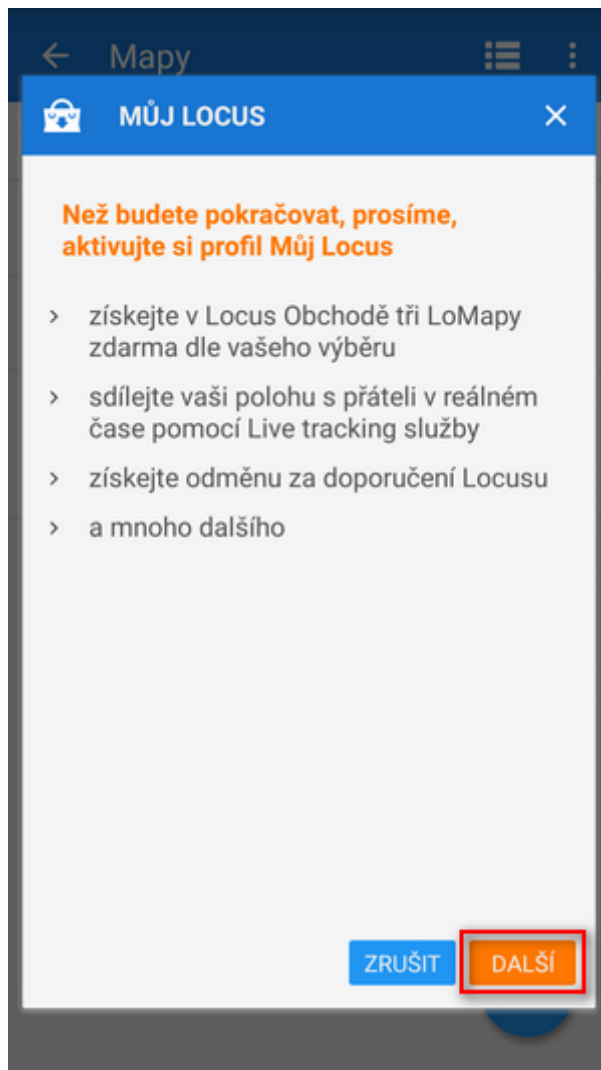 Mapy
MŮJ LOCUS
Než budete pokračovat, prosíme,
aktivujte si profil Můj Locus
získejte v Locus Obchodě tři LoMapy
zdarma dle vašeho výběru
sdílejte vaši polohu s přáteli v reálném
čase pomocí Live tracking služby
získejte odměnu za doporučení Locusu
a mnoho dalšího
ZRUŠIT DALŠÍ